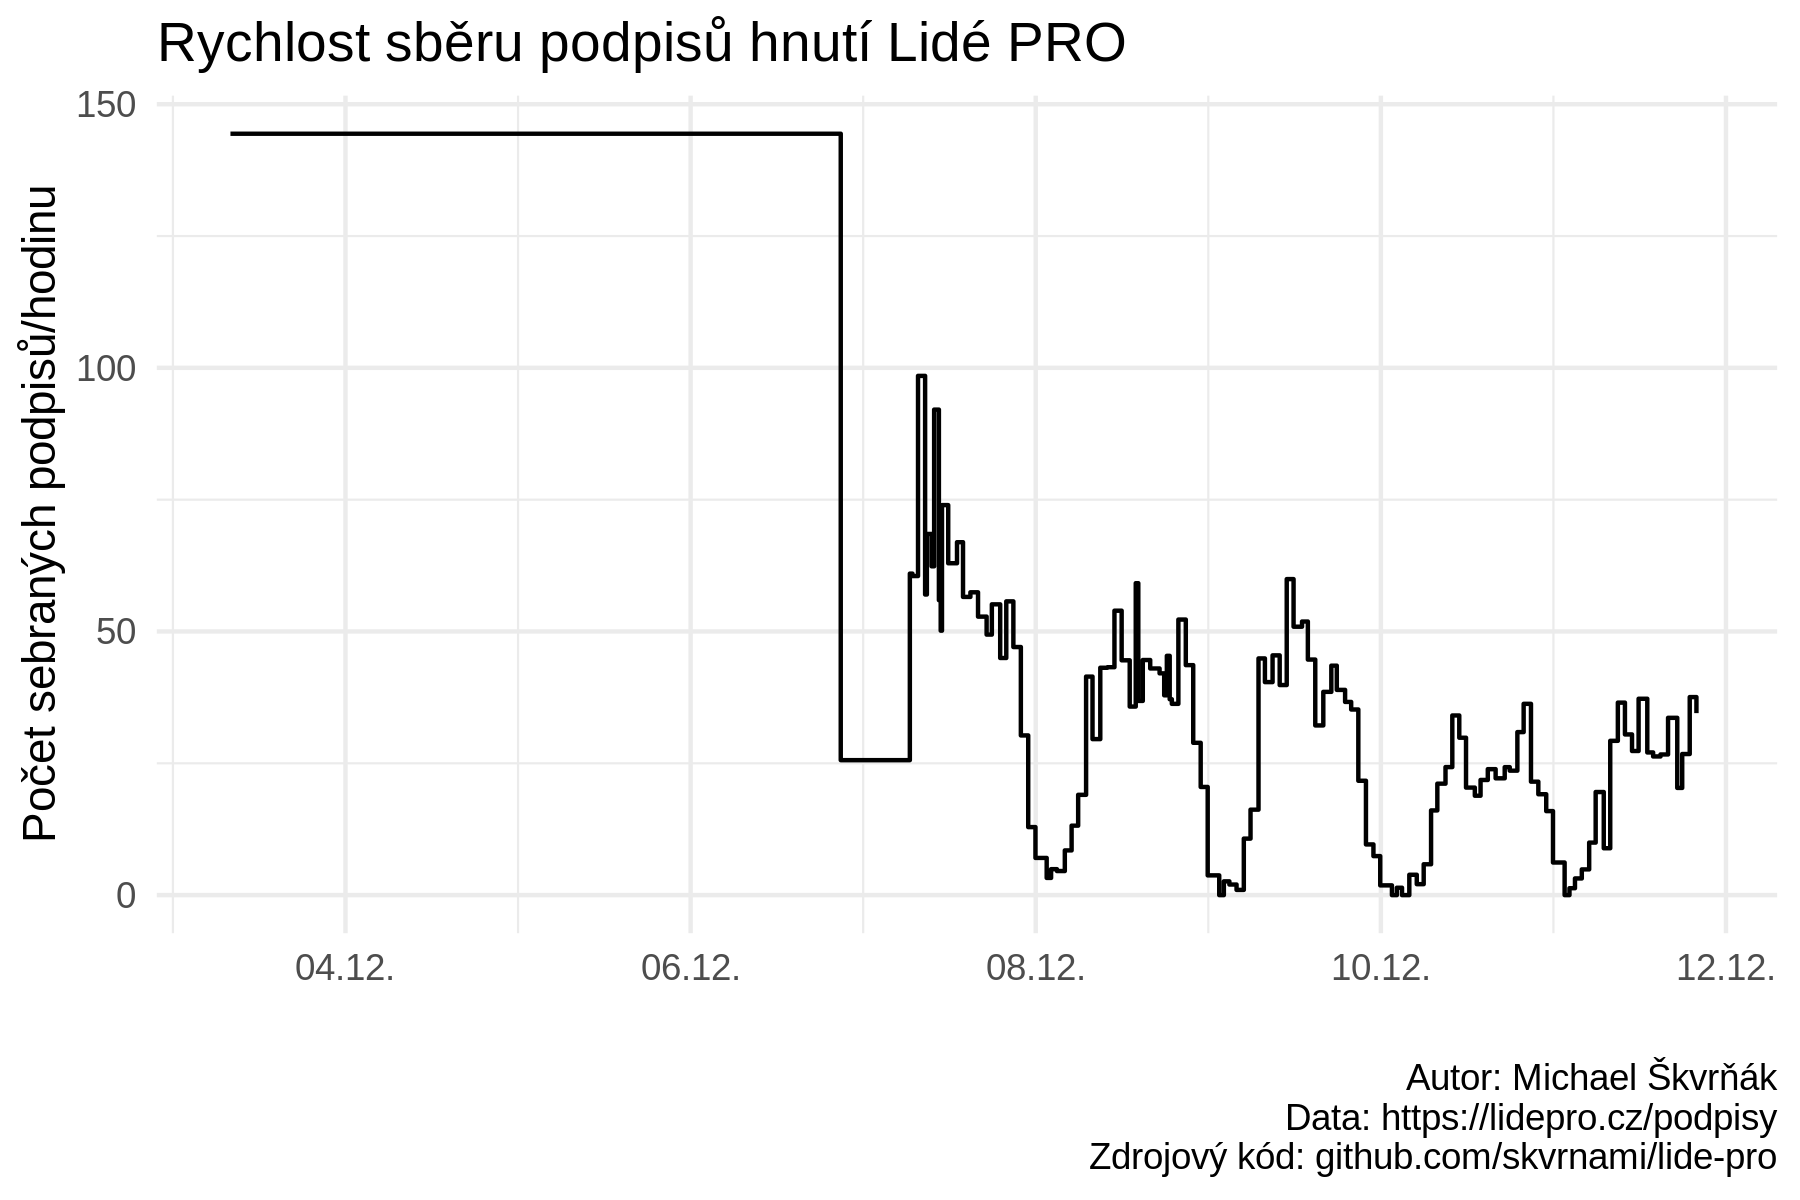 Rychlost sběru podpisů hnutí Lidé PRO
Počet sebraných podpisů/hodinu
150
100
50
0
04.12.
06.12.
08.12.
10.12.
12.12.
Autor: Michael Škvrňák
Data: https://lidepro.cz/podpisy
Zdrojový kód: github.com/skvrnami/lide-pro